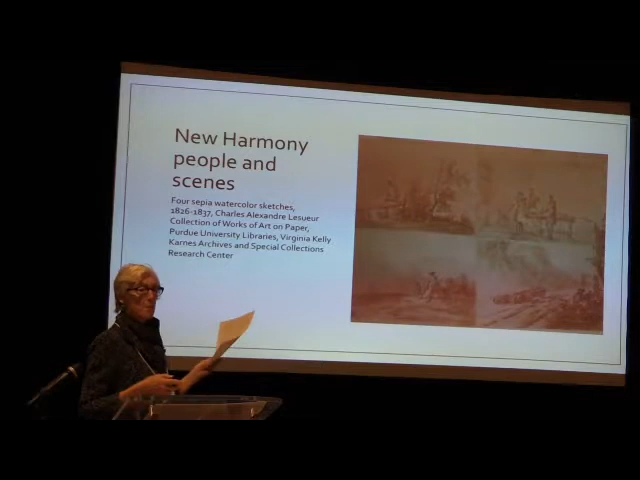 New Harmony
people and
scenes
Four sepia watercolor sketches,
1826-1837, Charles Alexandre Lesueur
Collection of Works of Art on Paper,
Purdue University Libraries, Virginia Kelly
Karnes Archives and Special Collections
Research Center